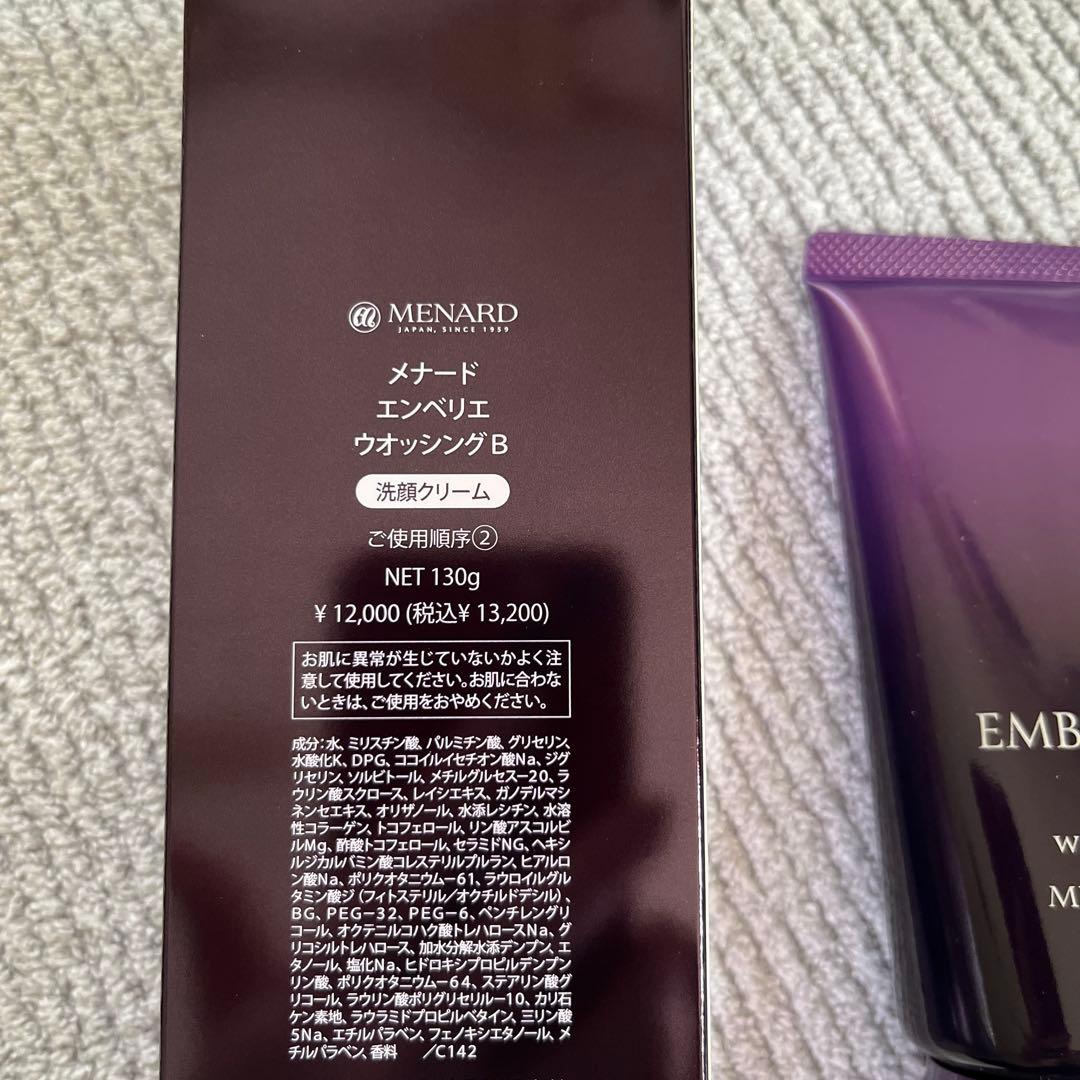 MENARD
JAPAN, SINCE 1959
メナード
エンベリエ
ウオッシングB
洗顔クリーム
ご使用順序②
NET 130g
¥12,000 (税込¥ 13,200)
お肌に異常が生じていないかよく注
意して使用してください。お肌に合わな
いときは、ご使用をおやめください。
成分:水、ミリスチン酸、パルミチン酸、グリセリン、
水酸化K、DPG、ココイルイセチオン酸Na、ジグ
リセリン、ソルビトール、メチルグルセス-20、ラ
ウリン酸スクロース、レイシエキス、ガノデルマシ
ネンセエキス、オリザノール、水添レシチン、水溶
性コラーゲン、トコフェロール、リン酸アスコルビ
ルMg、酢酸トコフェロール、セラミドNG、ヘキシ
ルジカルバミン酸コレステリルプルラン、ヒアルロ
ン酸Na、ポリクオタニウム-61、ラウロイルグル
タミン酸ジ(フィトステリル/オクチルドデシル)、
BG、PEG-32、PEG-6、ペンチレングリ
コール、オクテニルコハク酸トレハロースNa、グ
リコシルトレハロース、加水分解水添デンプン、エ
タノール、塩化Na、ヒドロキシプロピルデンプン
リン酸、ポリクオタニウム-64、ステアリン酸グ
リコール、ラウリン酸ポリグリセリル-10、カリ石
ケン素地、ラウラミドプロピルベタイン、三リン酸
5Na、エチルパラベン、フェノキシエタノール、メ
チルパラベン、香料 /C142
EMB
W
M